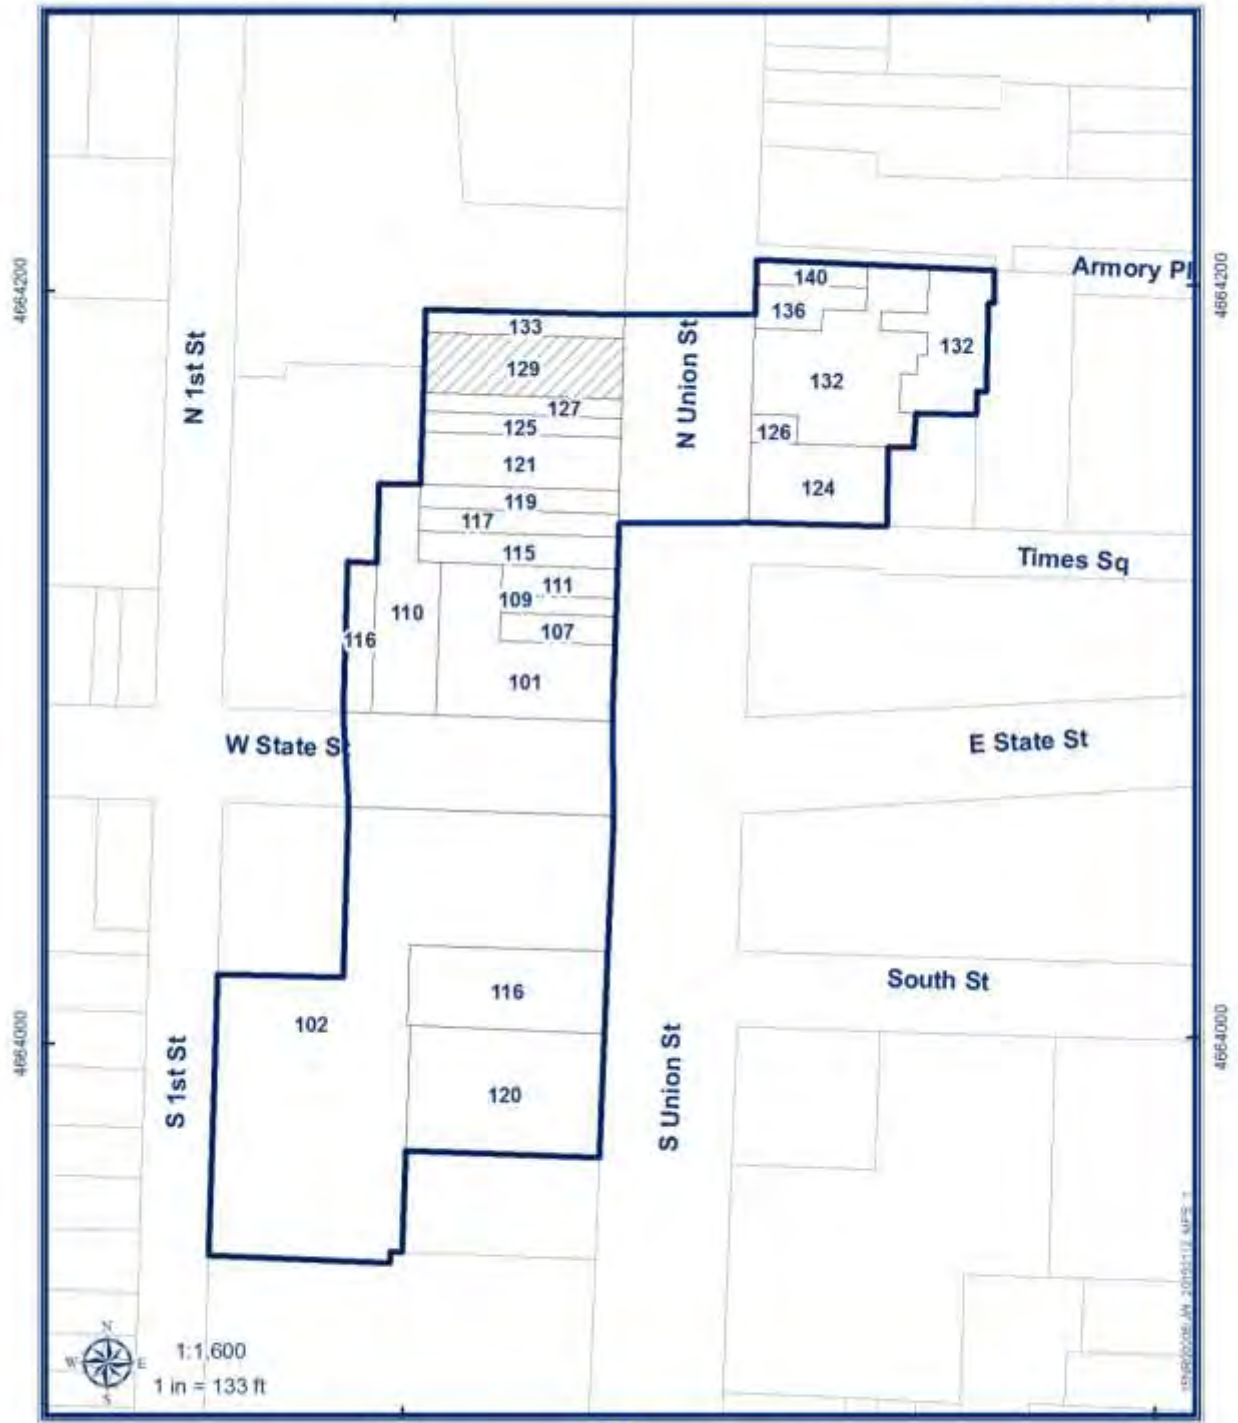 Armory Pl
4664200
4664200
140
136
133
132
132
N 1st St
N Union St
129
127
125
126
121
124
119
117
115
Times Sq
111
109
110
107
116
101
W State St
E State St
South St
116
102
4664000
4664000
S 1st St
S Union St
120
N
W
E
S
1:1,600
1 in = 133 ft